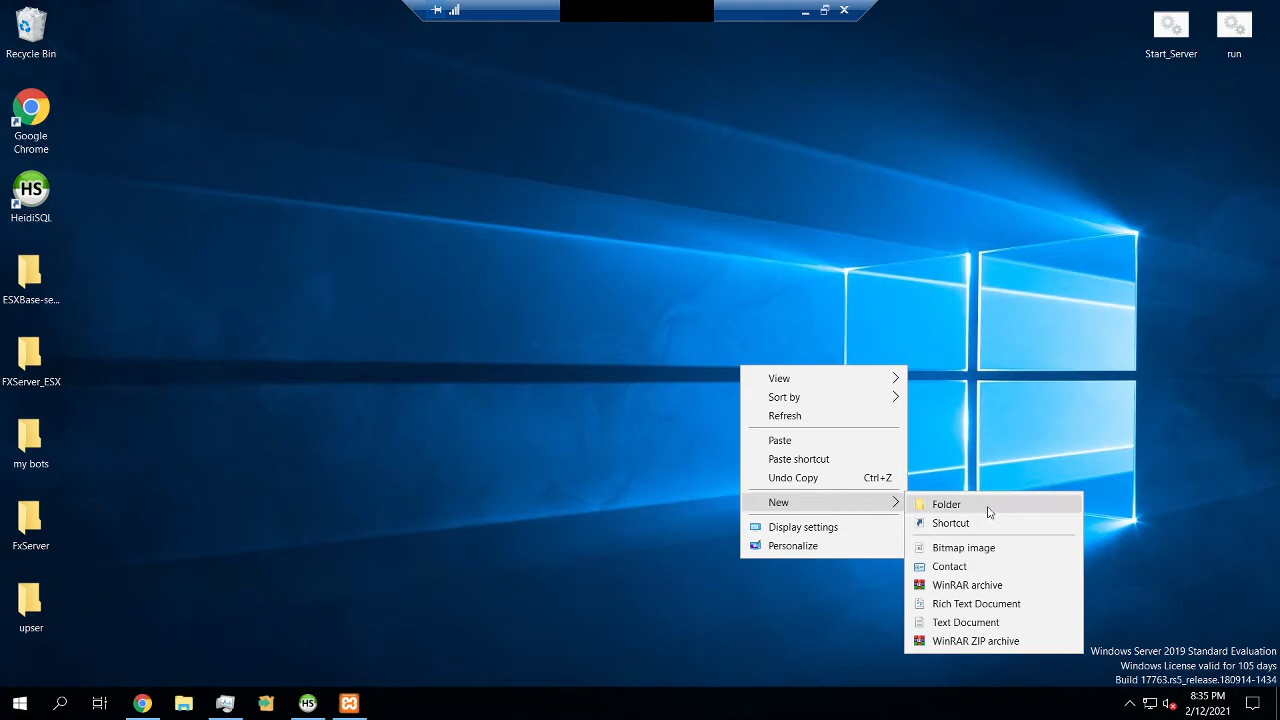 Recycle Bin
Google
Chrome
HS
HeidiSQL
ESXBase-se...
FXServer_ESX
my bots
FxServer
upser
Start_Server
run
View
Sort by
Refresh
Paste
Paste shortcut
Undo Copy Ctrl+Z
New
Display settings
Personalize
Folder
Shortcut
Bitmap image
Contact
WinRAR archive
Rich Text Document
Text Document
WinRAR ZIP archive
Windows Server 2019 Standard Evaluation
Windows License valid for 105 days
Build 17763.rs5_release.180914-1434
HS
8:35 PM
2/12/2021